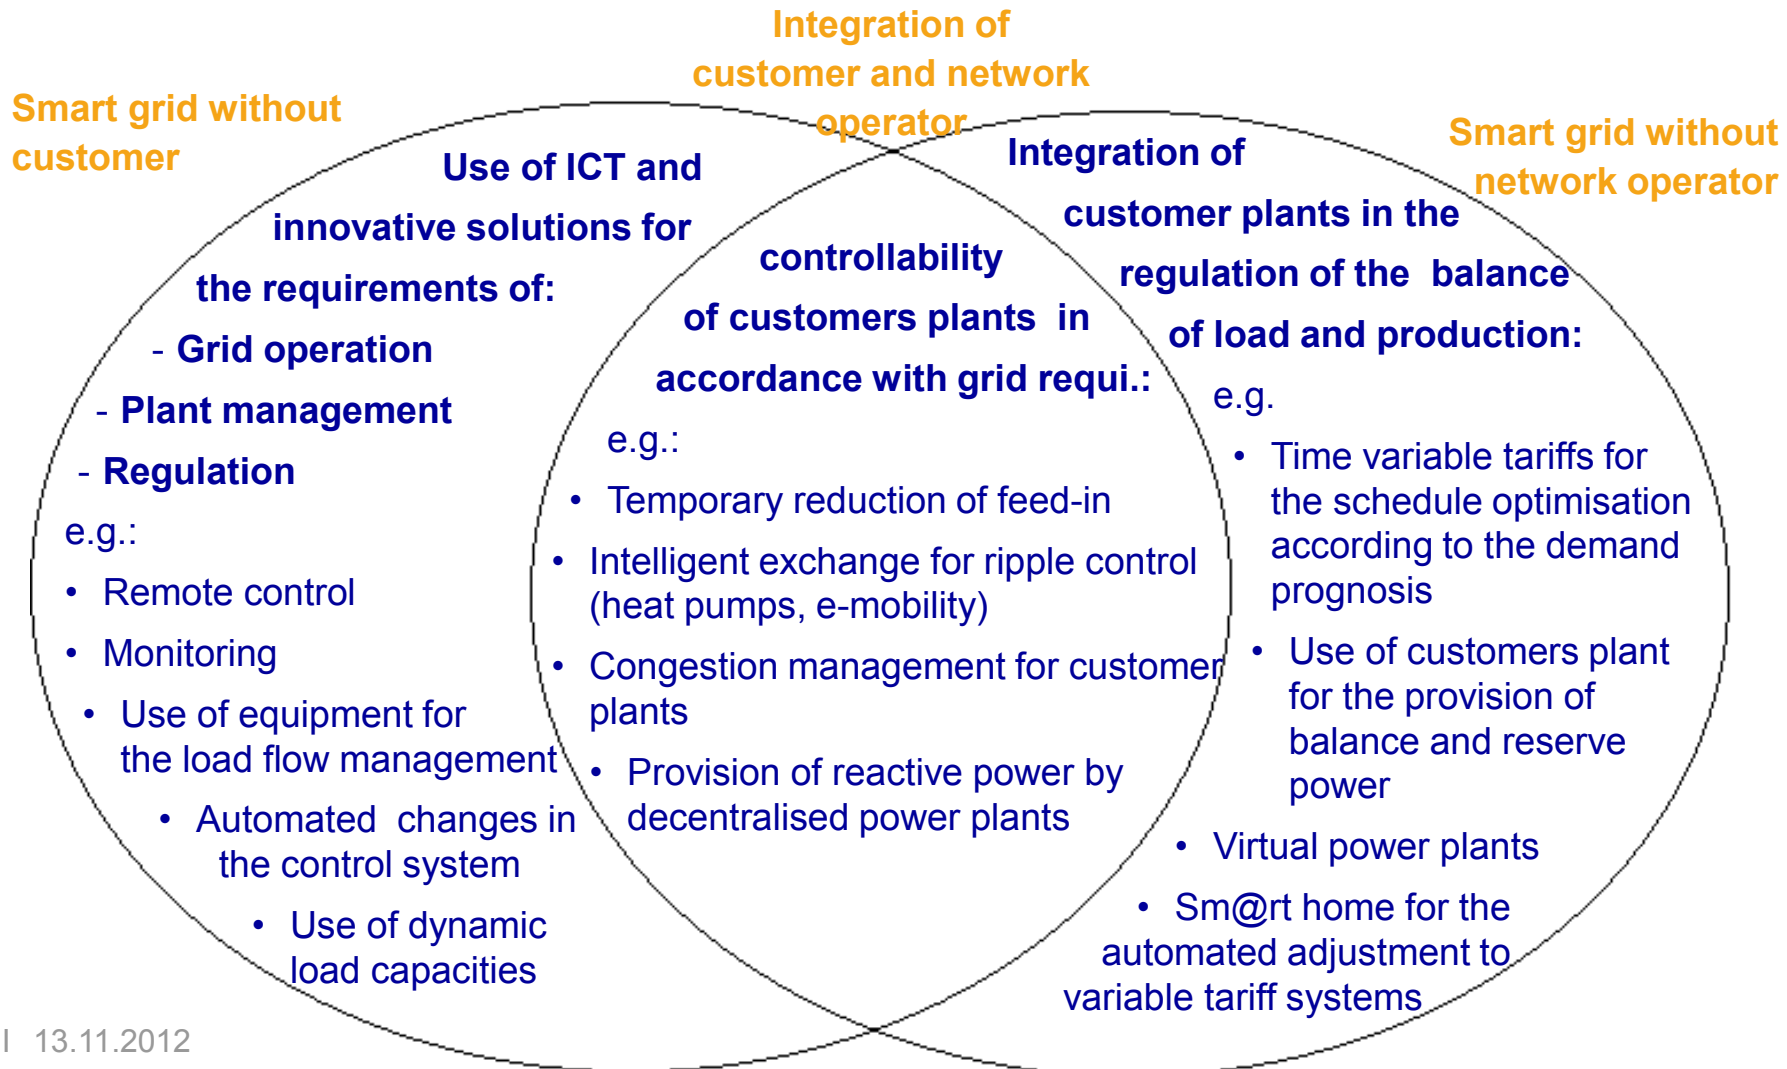 Integration of
customer and network
operator
Smart grid without
customer
Smart grid without
network operator
Use of ICT and
innovative solutions for
the requirements of:
- Grid operation
- Plant management
- Regulation
e.g.:
• Remote control
• Monitoring
• Use of equipment for
the load flow management
• Automated changes in
the control system
• Use of dynamic
load capacities
controllability
of customers plants in
accordance with grid requi.:
e.g.:
• Temporary reduction of feed-in
• Intelligent exchange for ripple control
(heat pumps, e-mobility)
• Congestion management for customer
plants
• Provision of reactive power by
decentralised power plants
Integration of
customer plants in the
regulation of the balance
of load and production:
e.g.
• Time variable tariffs for
the schedule optimisation
according to the demand
prognosis
• Use of customers plant
for the provision of
balance and reserve
power
• Virtual power plants
• Sm@rt home for the
automated adjustment to
variable tariff systems
I 13.11.2012